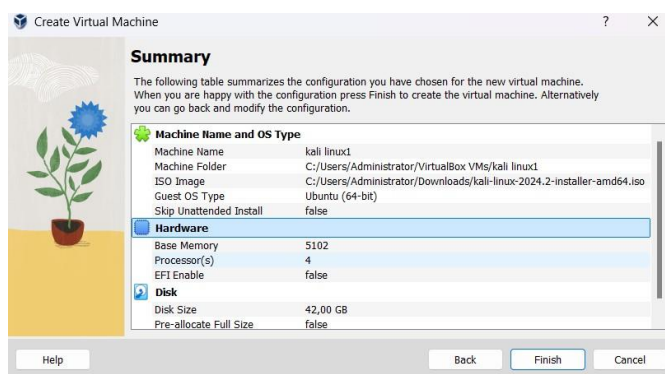 Create Virtual Machine
? X
Summary
The following table summarizes the configuration you have chosen for the new virtual machine.
When you are happy with the configuration press Finish to create the virtual machine. Alternatively
you can go back and modify the configuration.
Machine Name and OS Type
Machine Name kali linux1
Machine Folder C:/Users/Administrator/VirtualBox VMs/kali linux1
ISO Image C:/Users/Administrator/Downloads/kali-linux-2024.2-installer-amd64.iso
Guest OS Type Ubuntu (64-bit)
Skip Unattended Install false
Hardware
Base Memory 5102
Processor(s) 4
EFI Enable false
Disk
Disk Size 42,00 GB
Pre-allocate Full Size false
Help Back Finish Cancel